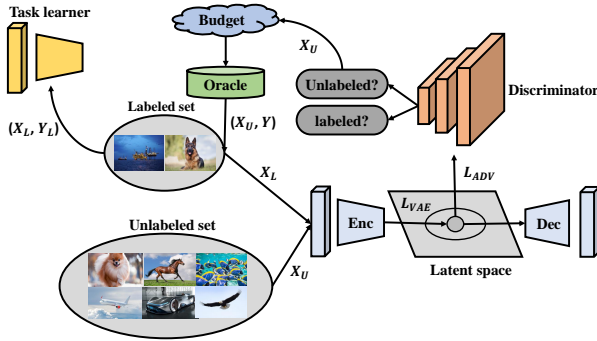 Task learner
Budget
X_U
Unlabeled?
Discriminator
Oracle
labeled?
Labeled set
(X_L, Y_L)
(X_U, Y)
X_L
L_ADV
Unlabeled set
L_VAE
Enc
Dec
X_U
Latent space